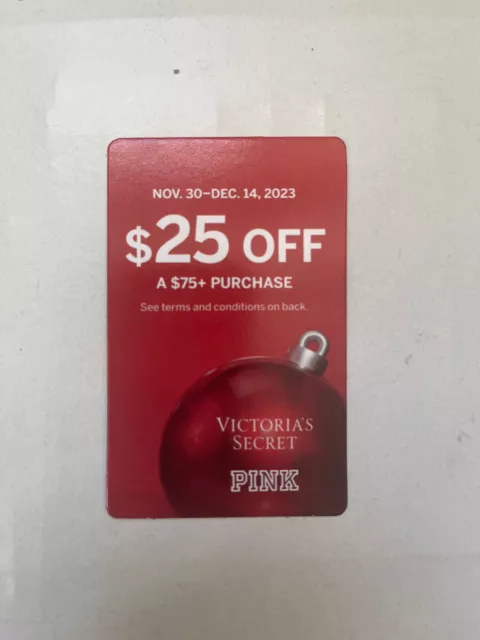 NOV. 30–DEC. 14, 2023
$25 OFF
A $75+ PURCHASE
See terms and conditions on back.
VICTORIA'S
SECRET
PINK